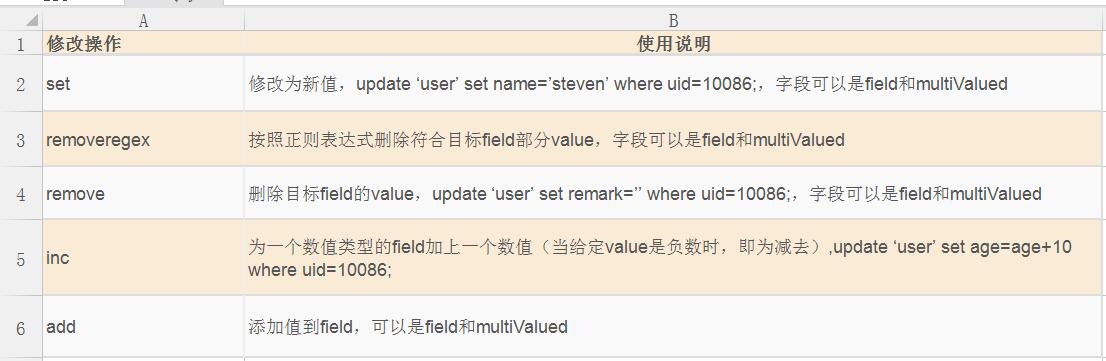 A B
1 修改操作 使用说明
2 set 修改为新值，update ‘user’ set name=’steven’ where uid=10086;，字段可以是field和multiValued
3 removeregex 按照正则表达式删除符合目标field部分value，字段可以是field和multiValued
4 remove 删除目标field的value，update ‘user’ set remark=’’ where uid=10086;，字段可以是field和multiValued
5 inc 为一个数值类型的field加上一个数值（当给定value是负数时，即为减去）,update ‘user’ set age=age+10
where uid=10086;
6 add 添加值到field，可以是field和multiValued